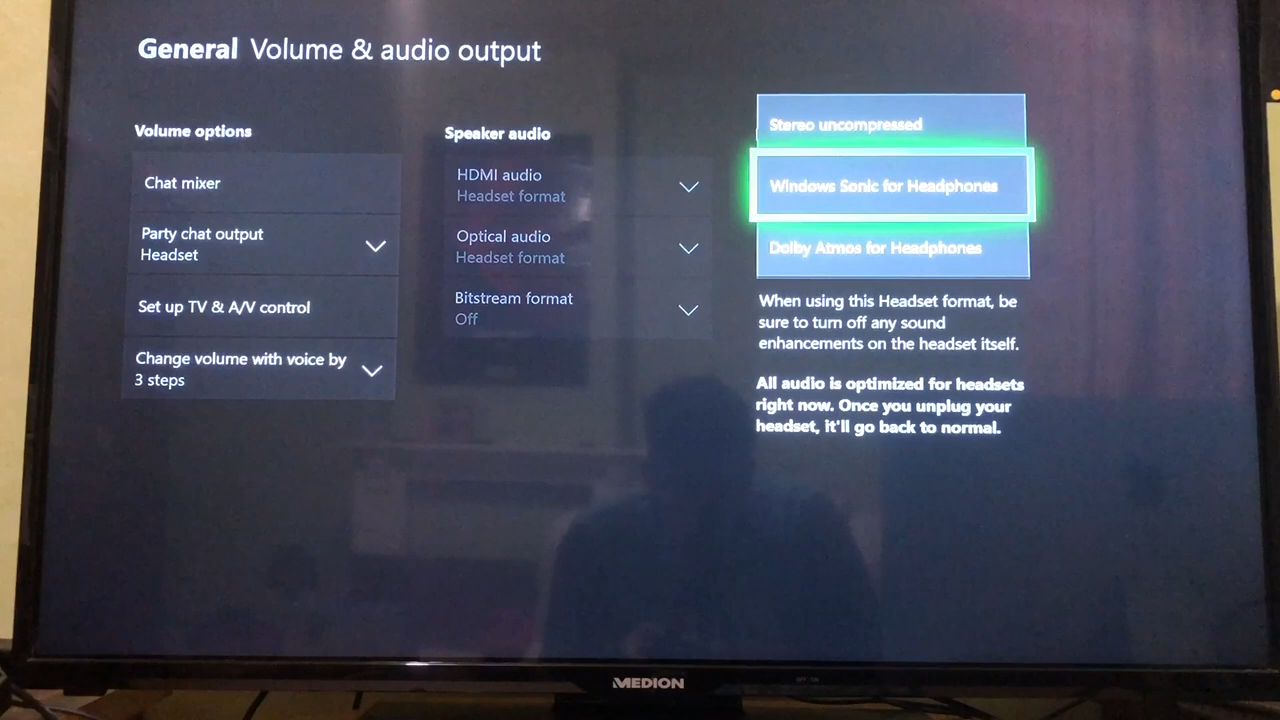 General Volume & audio output
Volume options
Chat mixer
Party chat output
Headset
Set up TV & A/V control
Change volume with voice by
3 steps
Speaker audio
HDMI audio
Headset format
Optical audio
Headset format
Bitstream format
Off
Stereo uncompressed
Windows Sonic for Headphones
Dolby Atmos for Headphones
When using this Headset format, be
sure to turn off any sound
enhancements on the headset itself.
All audio is optimized for headsets
right now. Once you unplug your
headset, it'll go back to normal.
MEDION